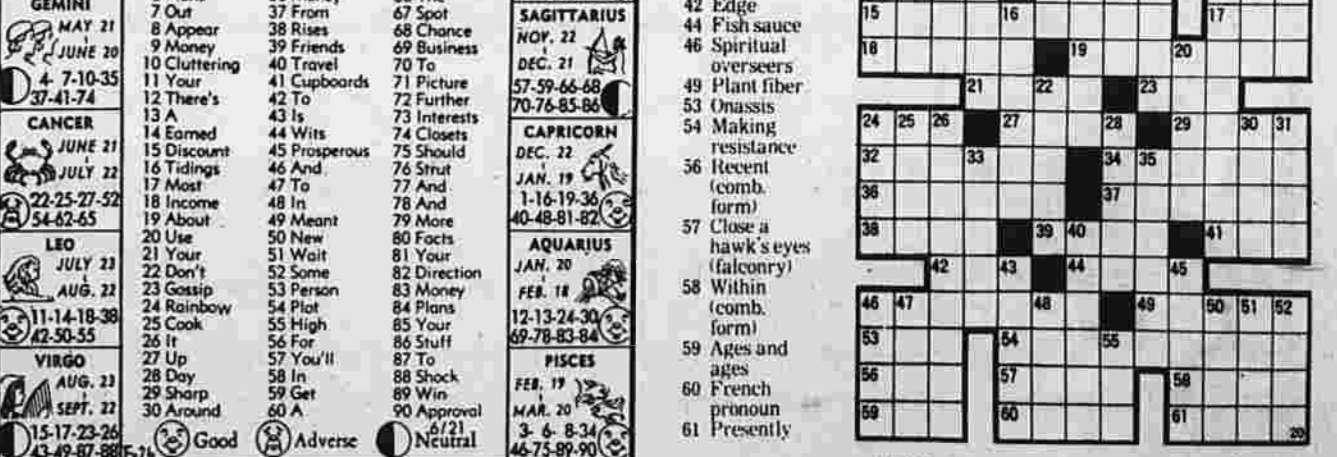 GEMINI
MAY 21
JUNE 20
4- 7-10-35
37-41-74
CANCER
JUNE 21
JULY 22
22-25-27-52
54-62-65
LEO
JULY 23
AUG. 22
11-14-18-38
42-50-55
VIRGO
AUG. 23
SEPT. 22
15-17-23-26
43-49-87-88
7 Out
8 Appear
9 Money
10 Cluttering
11 Your
12 There's
13 A
14 Earned
15 Discount
16 Tidings
17 Most
18 Income
19 About
20 Use
21 Your
22 Don't
23 Gossip
24 Rainbow
25 Cook
26 It
27 Up
28 Day
29 Sharp
30 Around
37 From
38 Rises
39 Friends
40 Travel
41 Cupboards
42 To
43 Is
44 Wits
45 Prosperous
46 And
47 To
48 In
49 Meant
50 New
51 Wait
52 Some
53 Person
54 Plot
55 High
56 For
57 You'll
58 In
59 Get
60 A
67 Spot
68 Chance
69 Business
70 To
71 Picture
72 Further
73 Interests
74 Closets
75 Should
76 Strut
77 And
78 And
79 More
80 Facts
81 Your
82 Direction
83 Money
84 Plans
85 Your
86 Stuff
87 To
88 Shock
89 Win
90 Approval
6/21
Good
Adverse
Neutral
SAGITTARIUS
NOV. 22
DEC. 21
57-59-66-68
70-76-85-86
CAPRICORN
DEC. 22
JAN. 19
1-16-19-36
40-48-81-82
AQUARIUS
JAN. 20
FEB. 18
12-13-24-30
69-78-83-84
PISCES
FEB. 19
MAR. 20
3- 6- 8-34
46-75-89-90
42 Edge
44 Fish sauce
46 Spiritual
overseers
49 Plant fiber
53 Onassis
54 Making
resistance
36 Recent
(comb.
form)
57 Close a
hawk's eyes
(falconry)
58 Within
(comb.
form)
59 Ages and
ages
60 French
pronoun
61 Presently
15 16 17
18 19 20
21 22 23
24 25 26 27 28 29 30 31
32 33 34 35
36 37
38 39 40 41
42 43 44 45
46 47 48 49 50 51 52
53 54 55
56 57 58
59 60 61
20